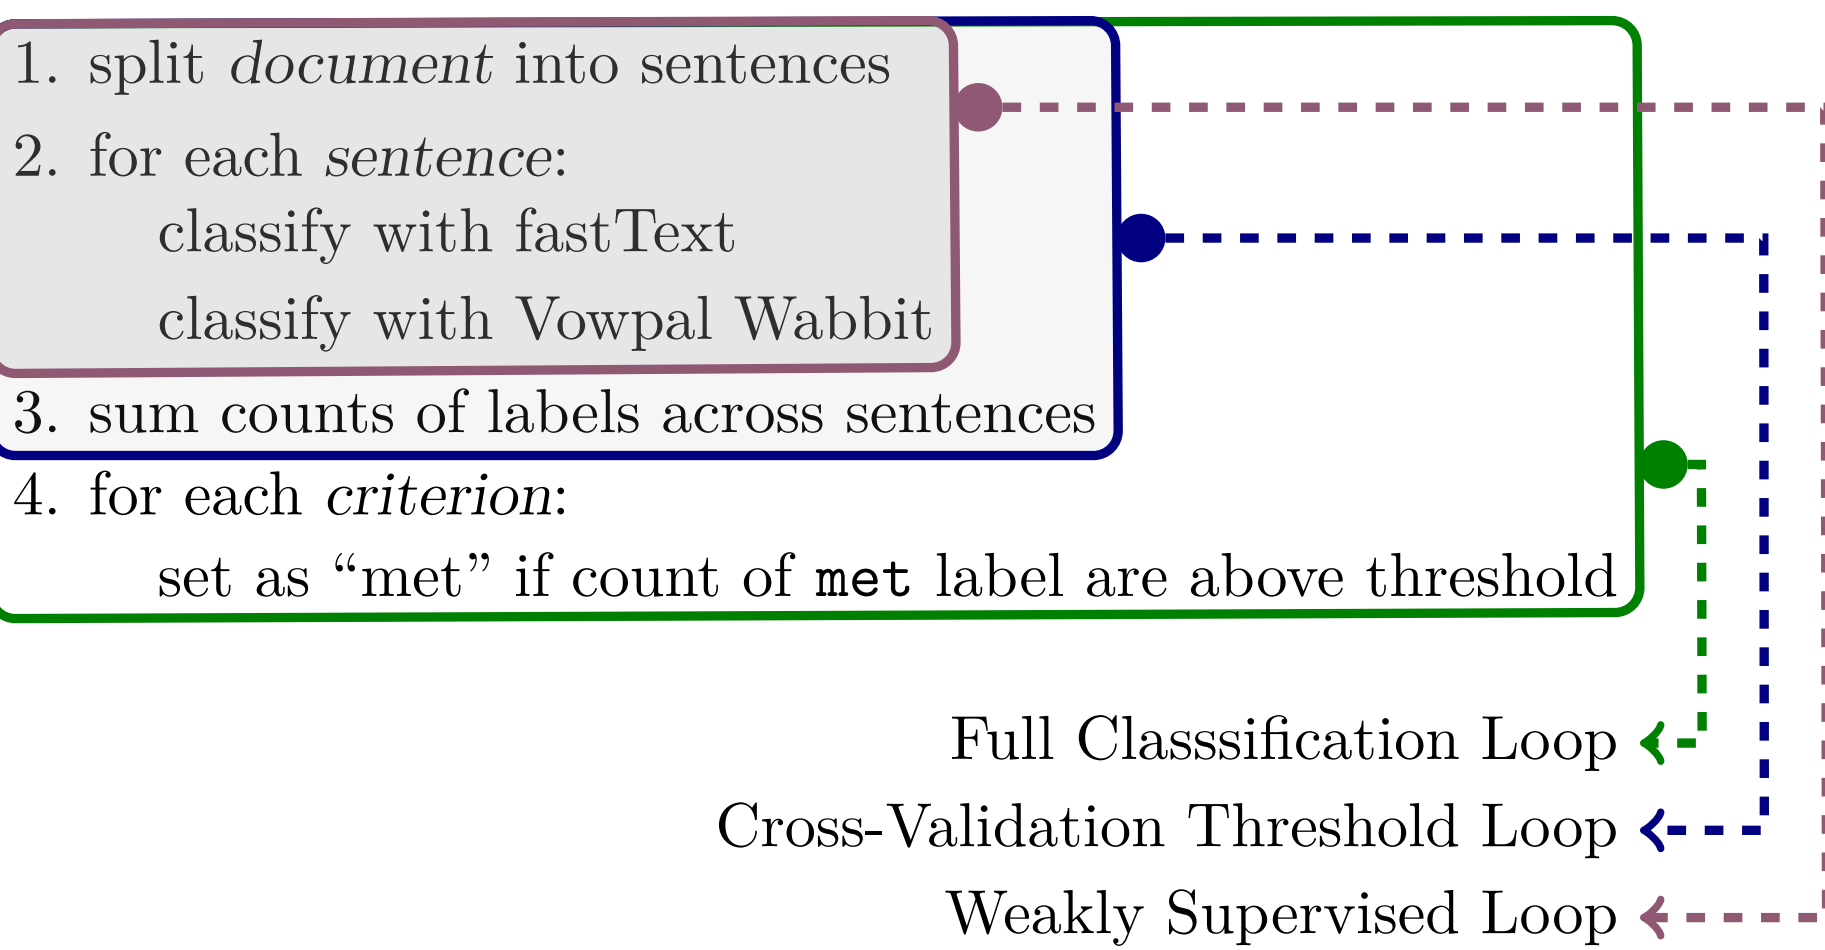 1. split document into sentences
2. for each sentence:
classify with fastText
classify with Vowpal Wabbit
3. sum counts of labels across sentences
4. for each criterion:
set as “met” if count of met label are above threshold
Full Classsification Loop
Cross-Validation Threshold Loop
Weakly Supervised Loop